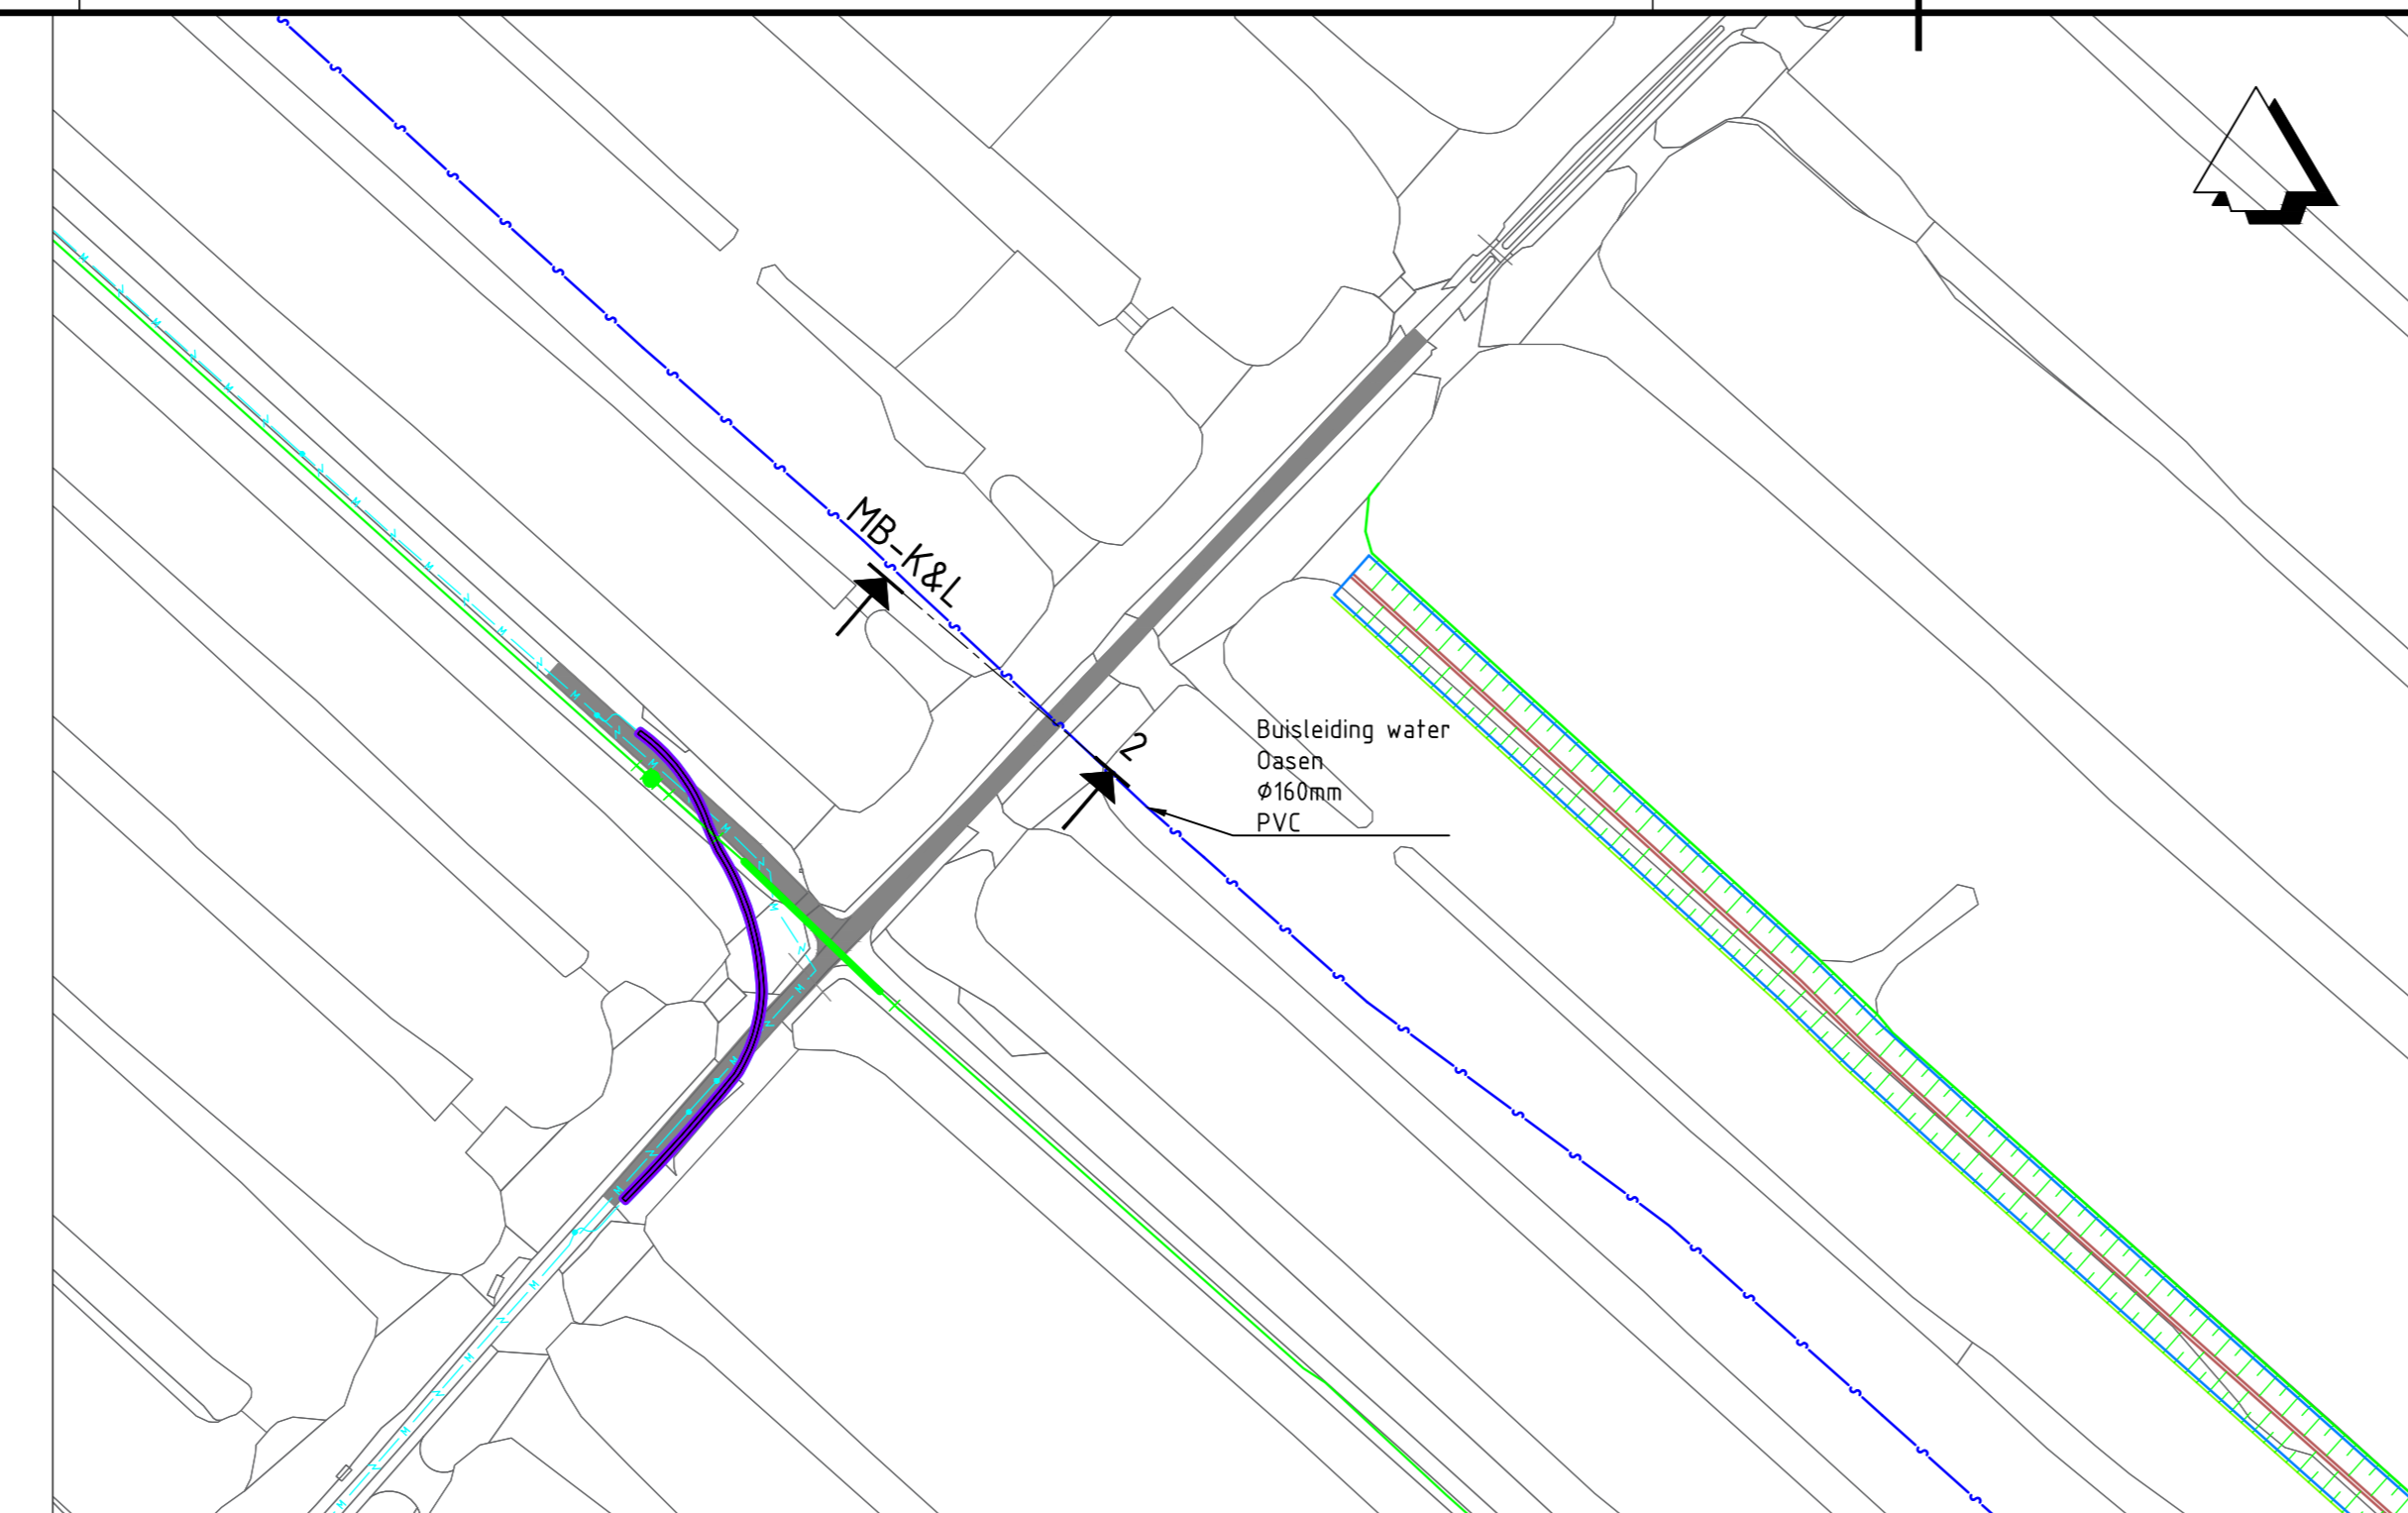 MB-K&L
2
Buisleiding water
Oasen
Ø160mm
PVC